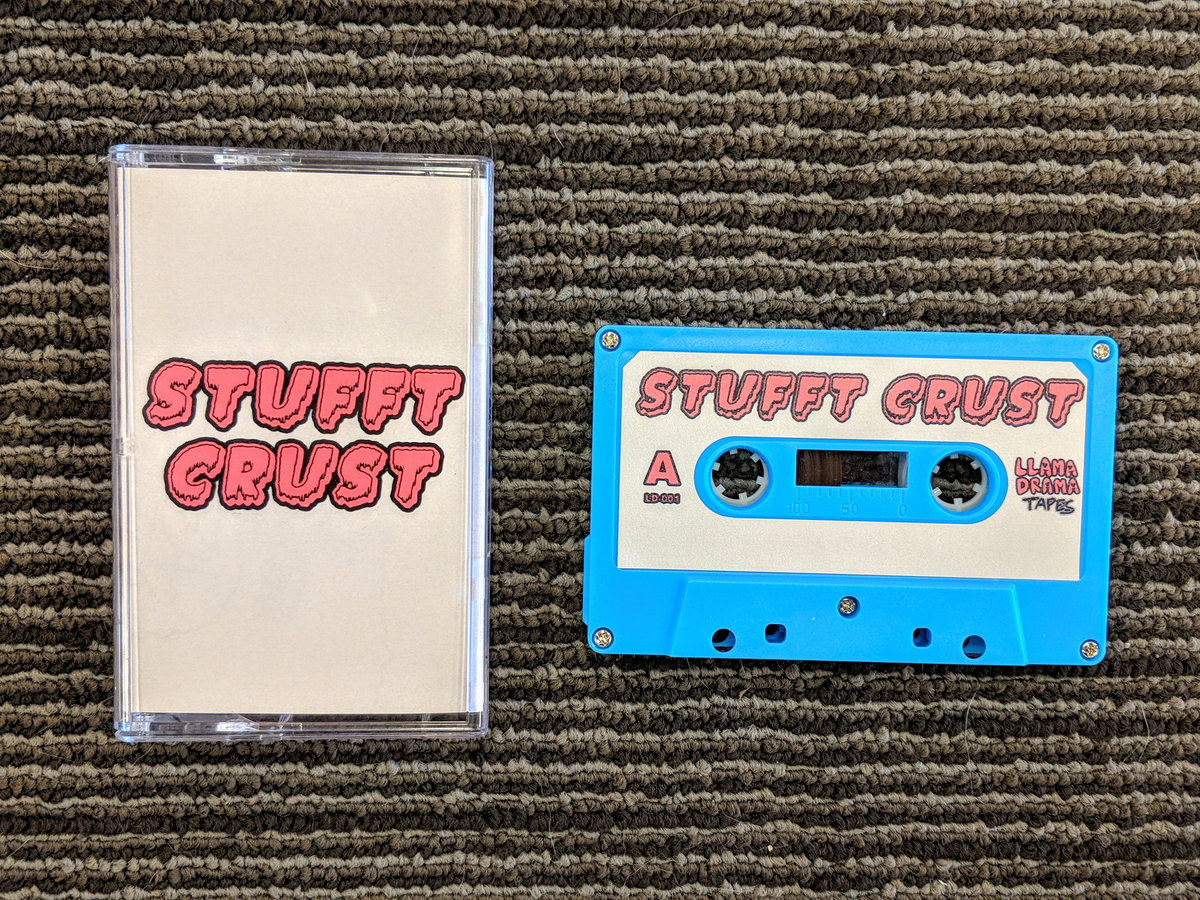 STUFFT
CRUST
STUFFT CRUST
A
LD.001
LLAMA
DRAMA
TAPES
100 50 0